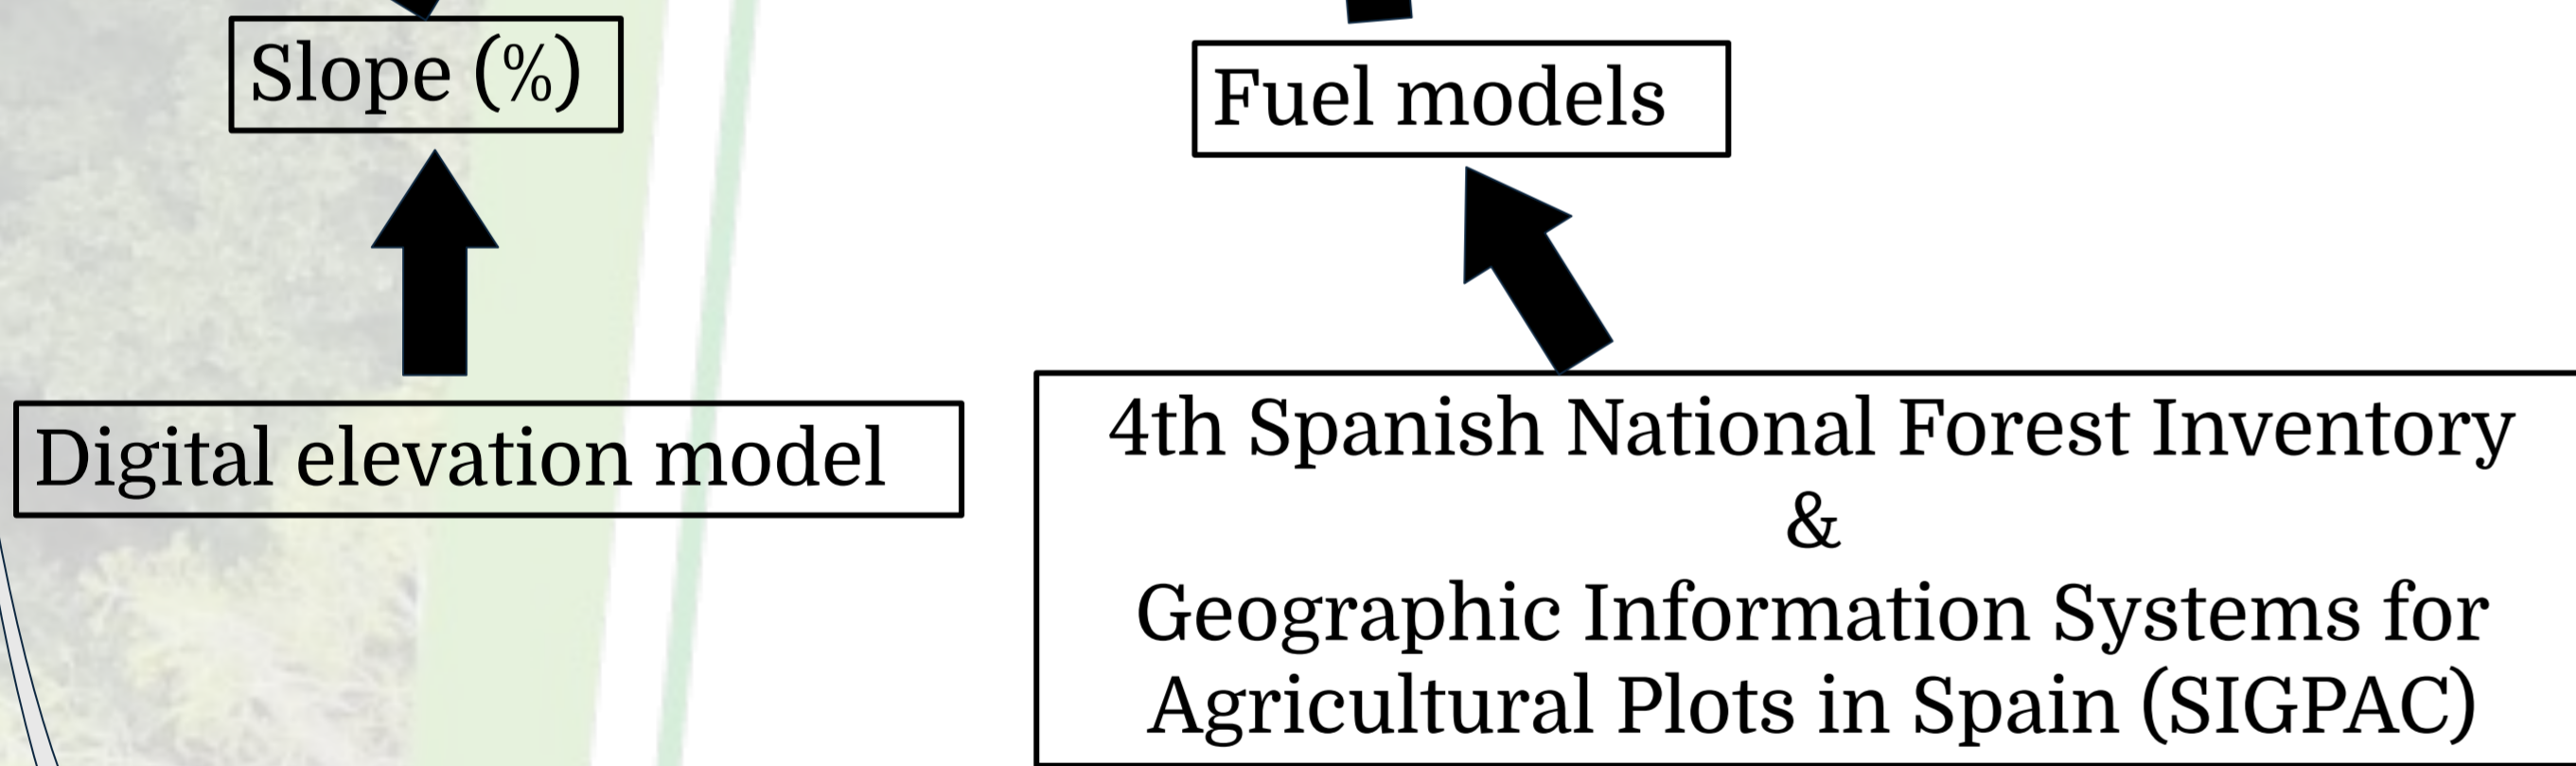 Slope (%)
Fuel models
Digital elevation model
4th Spanish National Forest Inventory
&
Geographic Information Systems for
Agricultural Plots in Spain (SIGPAC)